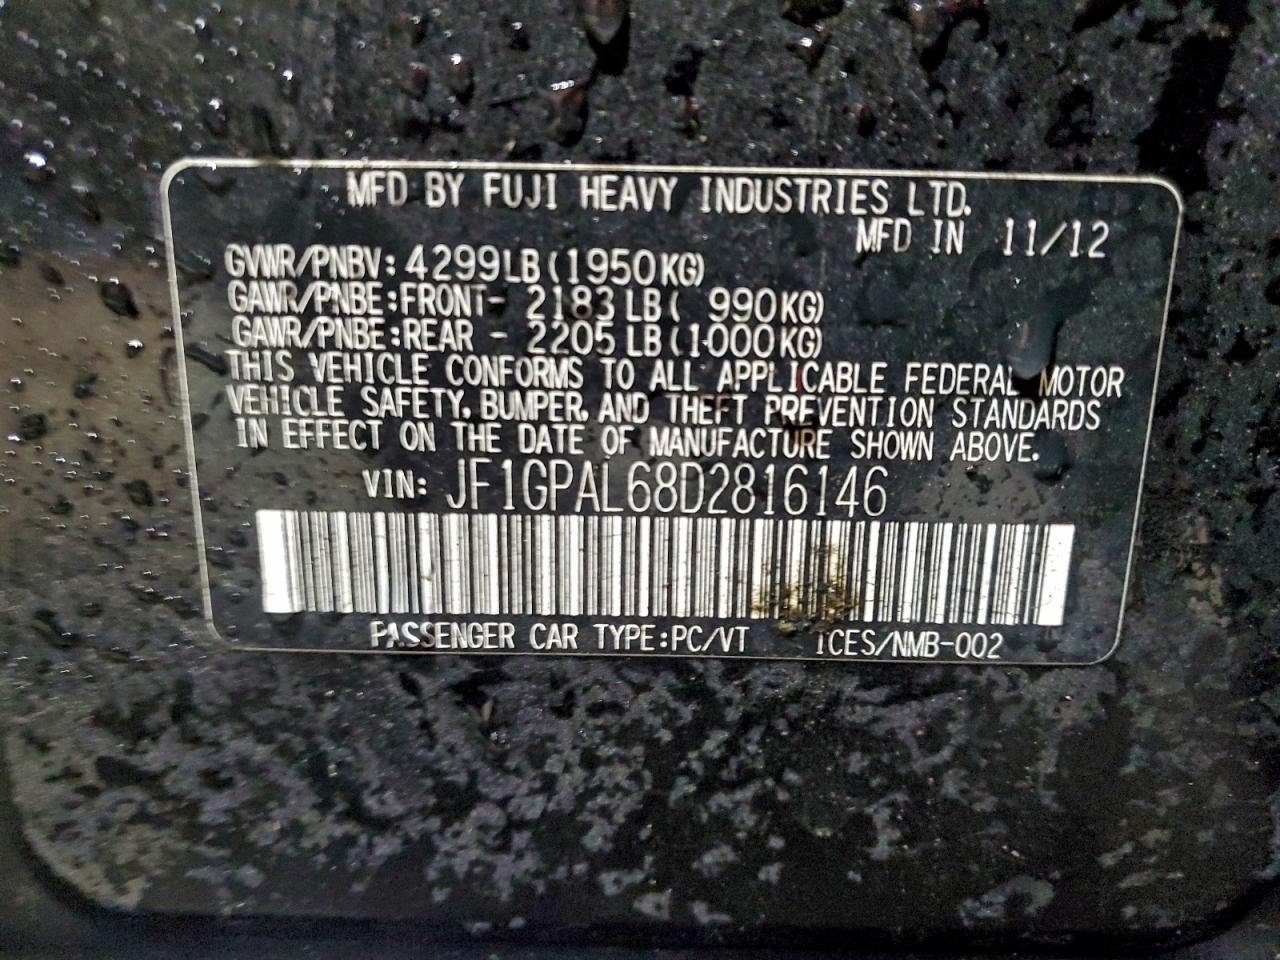 MFD BY FUJI HEAVY INDUSTRIES LTD.
MFD IN 11/12
GVWR/PNBV: 4299LB(1950KG)
GAWR/PNBE:FRONT- 2183LB( 990KG)
GAWR/PNBE:REAR - 2205LB(1000KG)
THIS VEHICLE CONFORMS TO ALL APPLICABLE FEDERAL MOTOR
VEHICLE SAFETY, BUMPER, AND THEFT PREVENTION STANDARDS
IN EFFECT ON THE DATE OF MANUFACTURE SHOWN ABOVE.
VIN: JF1GPAL68D2816146
PASSENGER CAR TYPE:PC/VT ICES/NMB-002